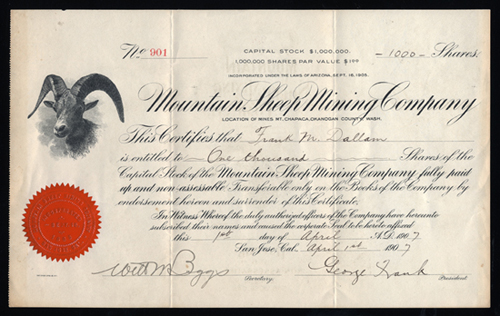 No 901
CAPITAL STOCK $1,000,000.
1,000,000 SHARES PAR VALUE $1.00
-1000- Shares.
INCORPORATED UNDER THE LAWS OF ARIZONA, SEPT. 18, 1905.
Mountain Sheep Mining Company
LOCATION OF MINES MT. CHAPACA, OKANOGAN COUNTY, WASH.
This Certifies that Frank M. Dallam
is entitled to One thousand Shares of the
Capital Stock of the Mountain Sheep Mining Company fully paid
up and non-assessable Transferable only on the Books of the Company by
endorsement hereon and surrender of this Certificate.
In Witness Whereof the duly authorized officers of the Company have hereunto
subscribed their names and caused the corporate Seal to be hereto affixed
this 1st day of April A.D. 1907
San Jose, Cal. April 1st 1907
George Frank
Secretary. President.